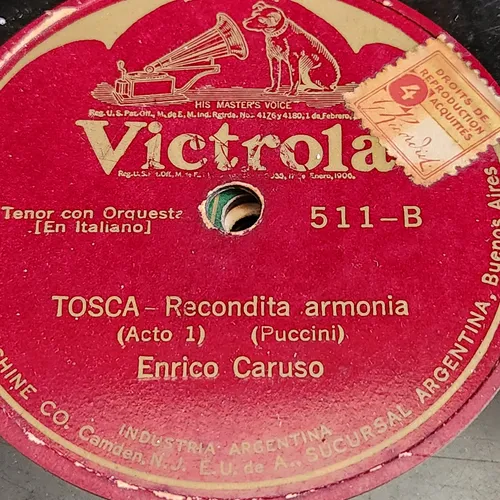 HIS MASTER'S VOICE
Victrola
Tenor con Orquesta
[En Italiano]
511-B
TOSCA - Recondita armonia
(Acto 1) (Puccini)
Enrico Caruso
INDUSTRIA ARGENTINA
CHINE CO. Camden, N.J. E.U. de A., SUCURSAL ARGENTINA, Buenos Aires
DROITS DE
REPRODUCTION
ACQUITTÉS
4